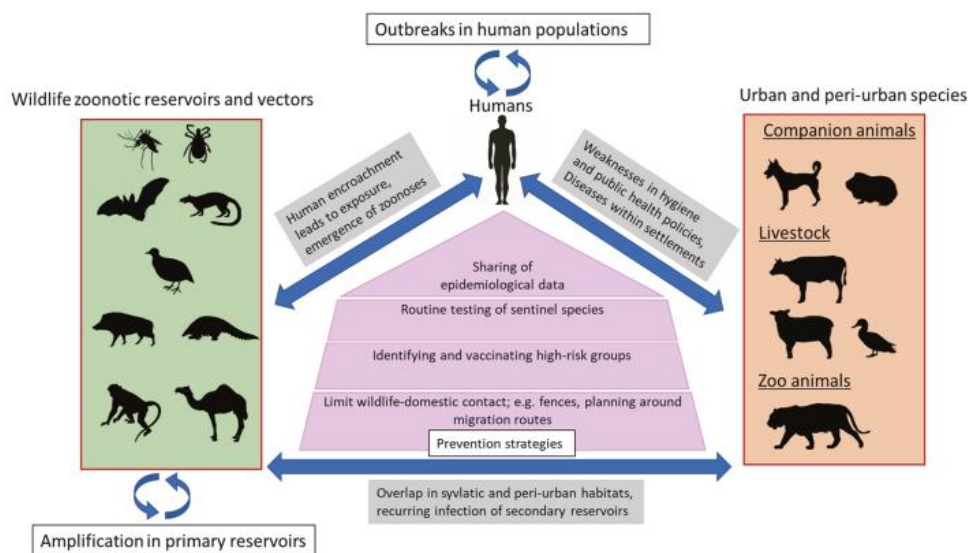 Outbreaks in human populations
Wildlife zoonotic reservoirs and vectors
Humans
Urban and peri-urban species
Companion animals
Human encroachment
leads to exposure,
emergence of zoonoses
Weaknesses in hygiene
and public health policies,
Diseases within settlements
Livestock
Sharing of
epidemiological data
Routine testing of sentinel species
Identifying and vaccinating high-risk groups
Zoo animals
Limit wildlife-domestic contact; e.g. fences, planning around
migration routes
Prevention strategies
Overlap in syvlatic and peri-urban habitats,
recurring infection of secondary reservoirs
Amplification in primary reservoirs